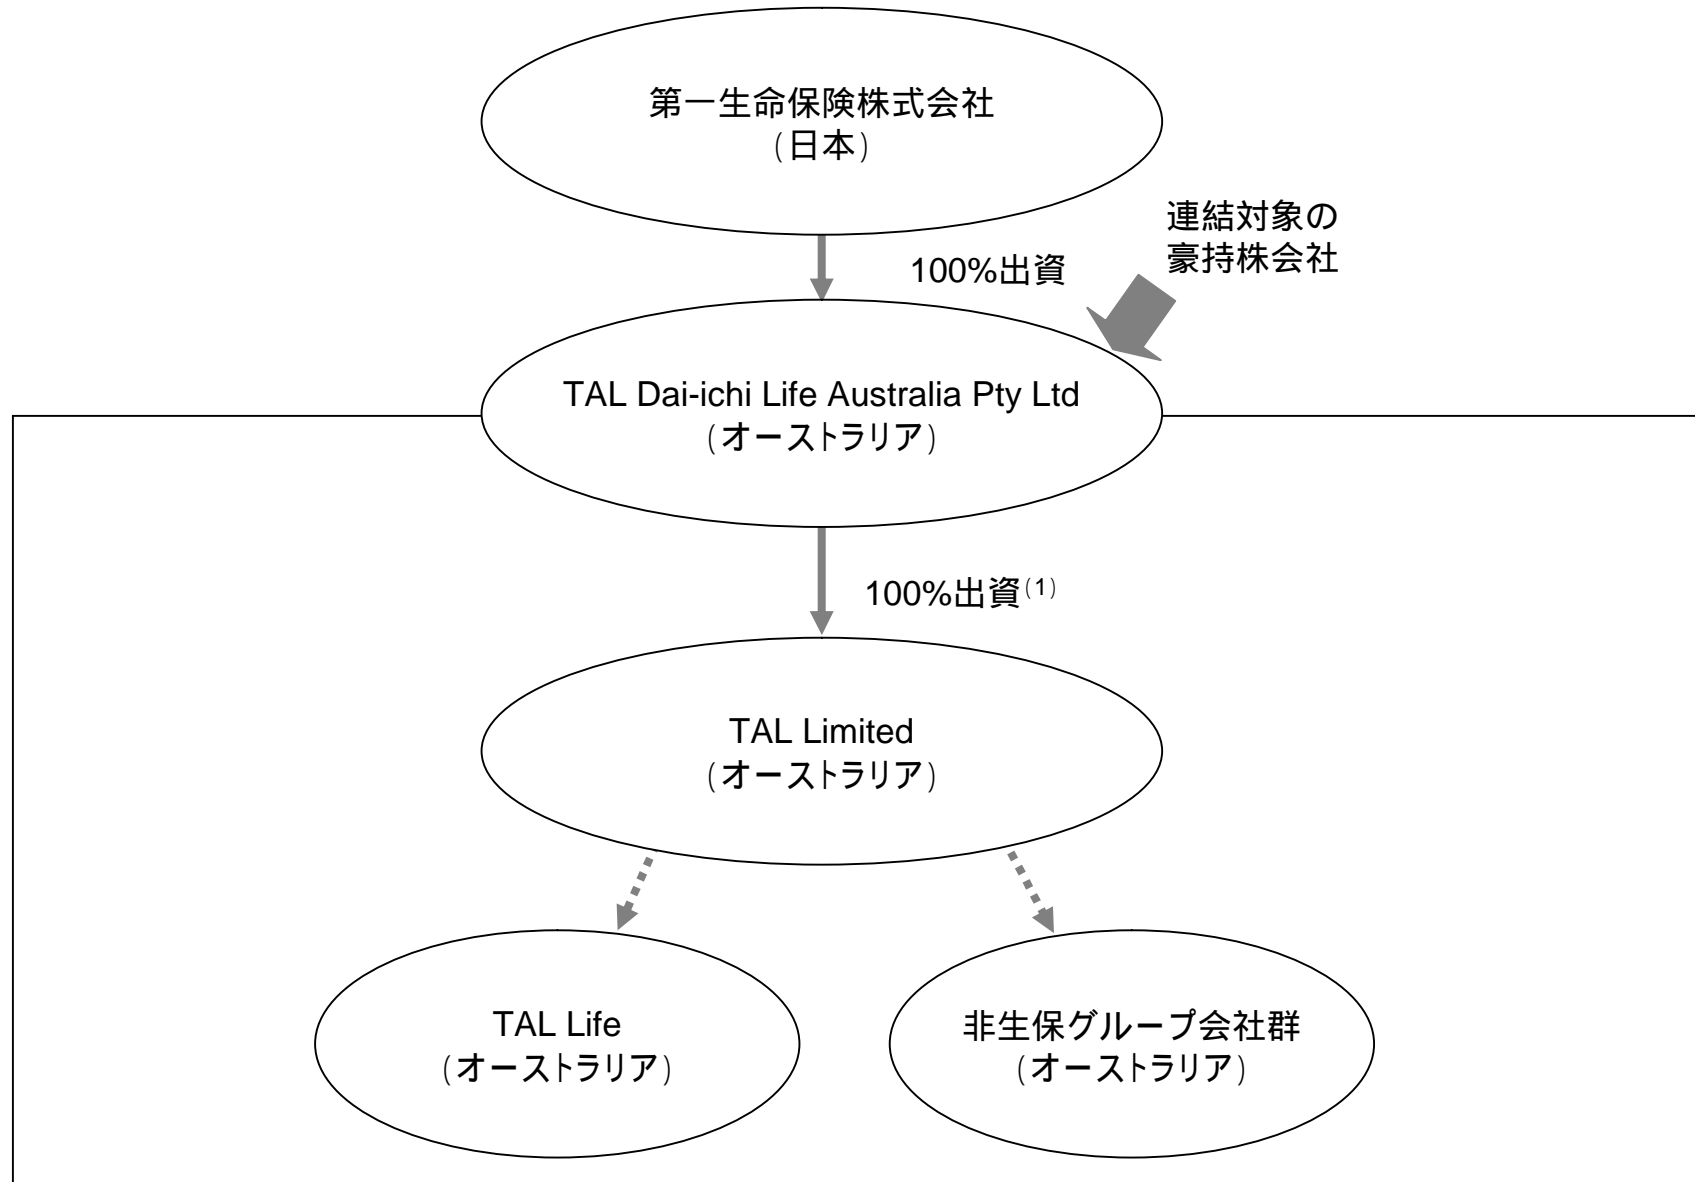 第一生命保険株式会社
(日本)
連結対象の
豪持株会社
100%出資
TAL Dai-ichi Life Australia Pty Ltd
(オーストラリア)
100%出資(1)
TAL Limited
(オーストラリア)
TAL Life
(オーストラリア)
非生保グループ会社群
(オーストラリア)